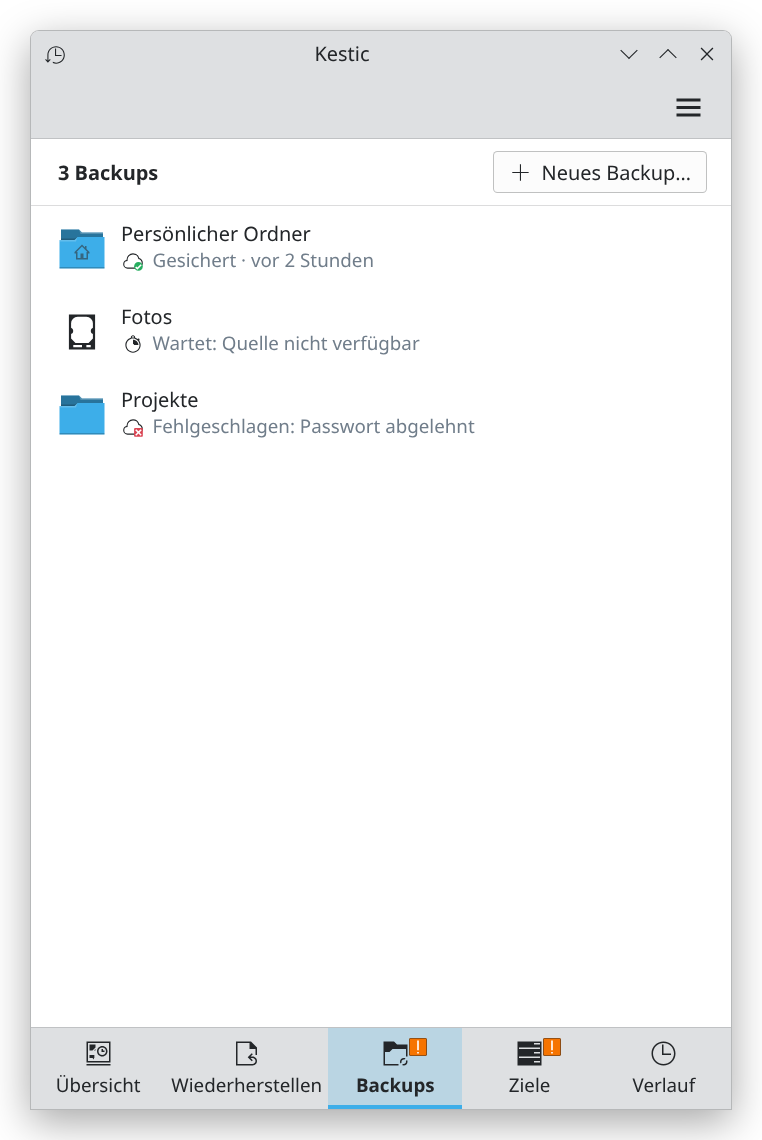 Kestic
3 Backups
Neues Backup...
Persönlicher Ordner
Gesichert · vor 2 Stunden
Fotos
Wartet: Quelle nicht verfügbar
Projekte
Fehlgeschlagen: Passwort abgelehnt
Übersicht
Wiederherstellen
Backups
Ziele
Verlauf